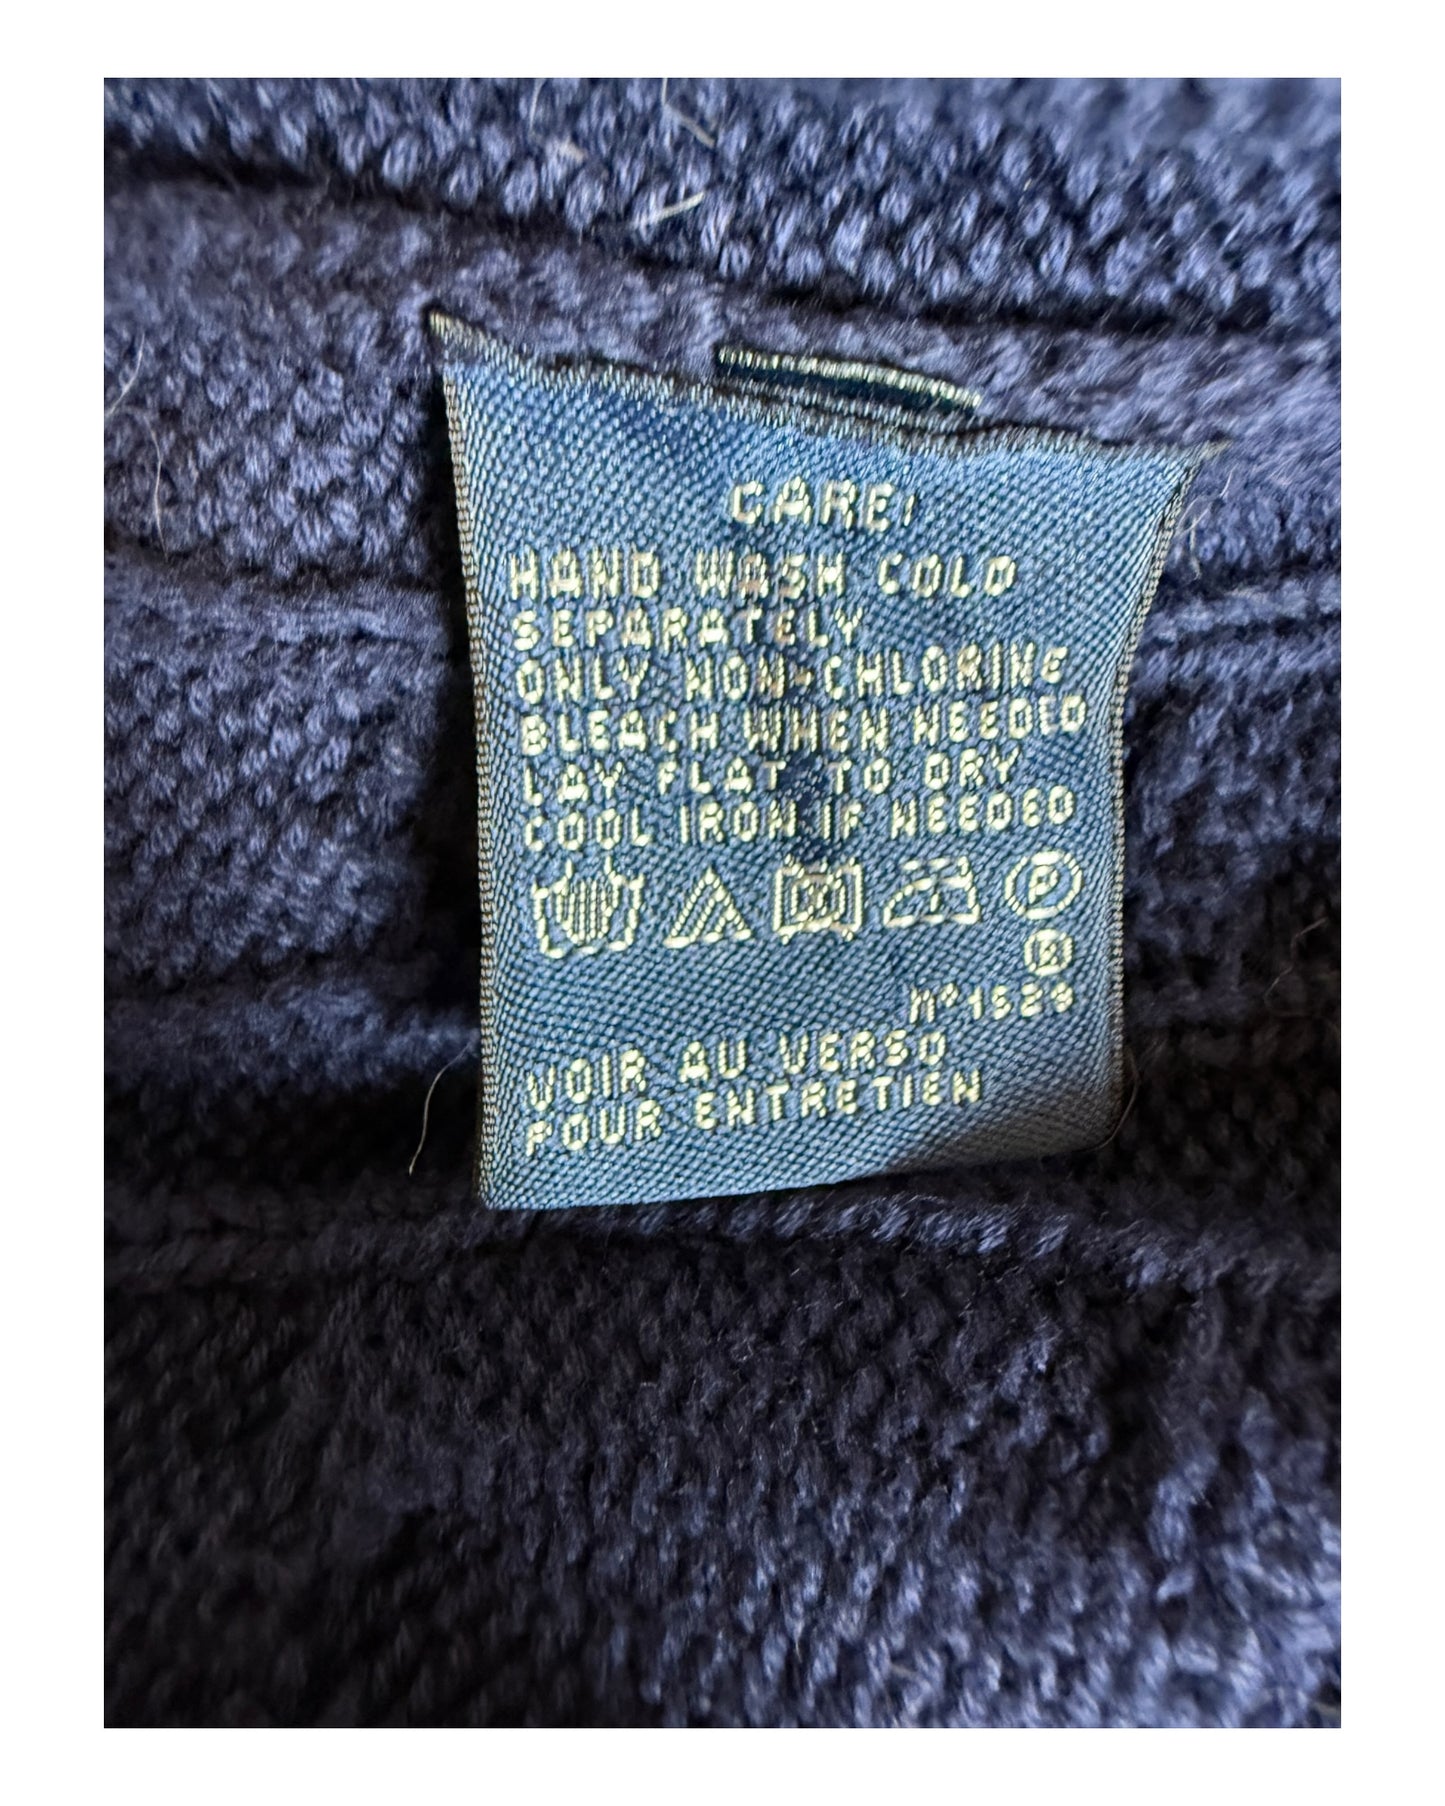 CARE!
HAND WASH COLD
SEPARATELY
ONLY NON-CHLORINE
BLEACH WHEN NEEDED
LAY FLAT TO DRY
COOL IRON IF NEEDED
P
N° 1529
VOIR AU VERSO
POUR ENTRETIEN